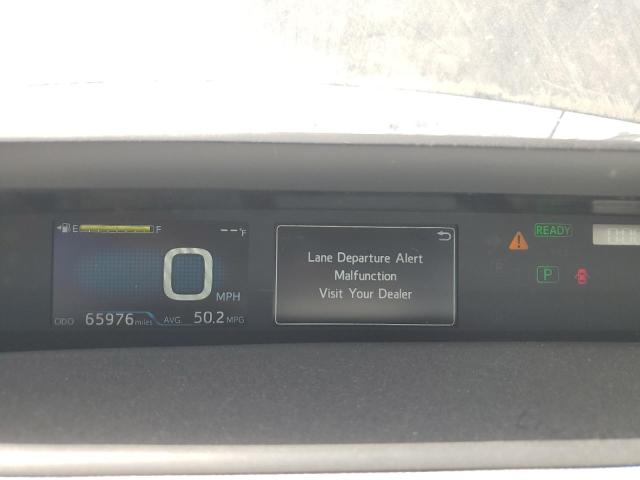 E F
--°F
0 MPH
ODO 65976 miles AVG. 50.2 MPG
Lane Departure Alert
Malfunction
Visit Your Dealer
READY
P